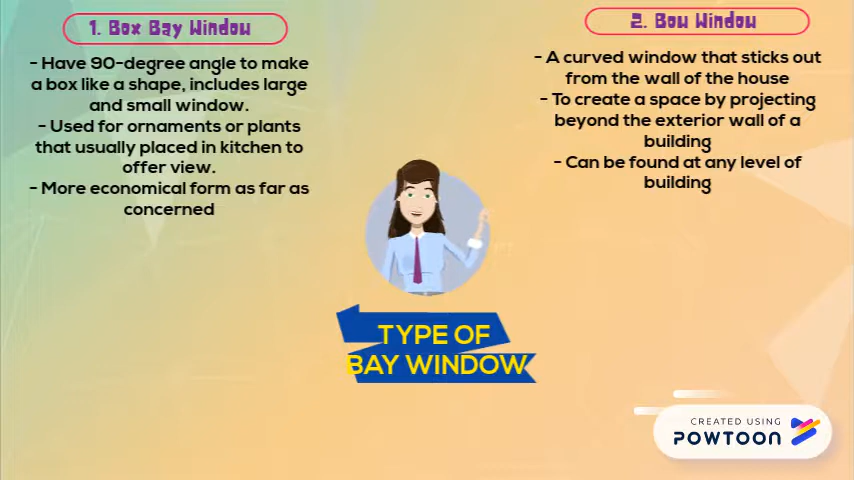 1. Box Bay Window
- Have 90-degree angle to make
a box like a shape, includes large
and small window.
- Used for ornaments or plants
that usually placed in kitchen to
offer view.
- More economical form as far as
concerned
2. Bow Window
- A curved window that sticks out
from the wall of the house
- To create a space by projecting
beyond the exterior wall of a
building
- Can be found at any level of
building
TYPE OF
BAY WINDOW
CREATED USING
POWTOON